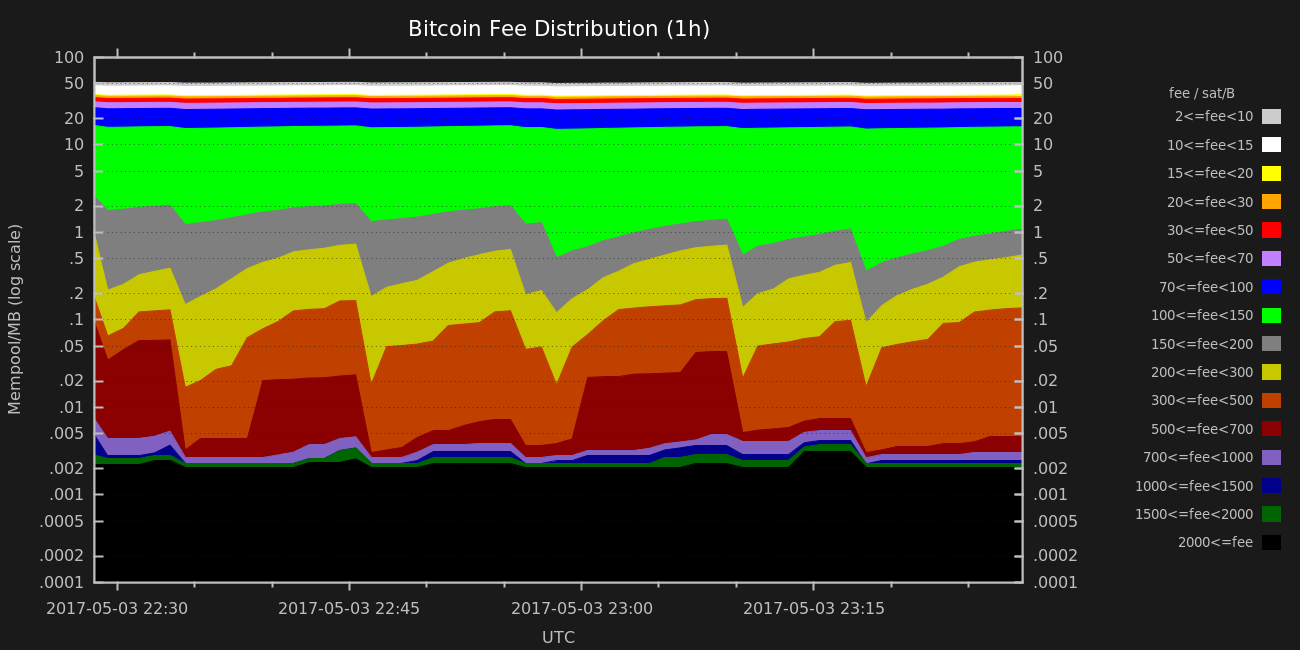 Bitcoin Fee Distribution (1h)
Mempool/MB (log scale)
100
50
20
10
5
2
1
.5
.2
.1
.05
.02
.01
.005
.002
.001
.0005
.0002
.0001
100
50
20
10
5
2
1
.5
.2
.1
.05
.02
.01
.005
.002
.001
.0005
.0002
.0001
2017-05-03 22:30
2017-05-03 22:45
2017-05-03 23:00
2017-05-03 23:15
UTC
fee / sat/B
2<=fee<10
10<=fee<15
15<=fee<20
20<=fee<30
30<=fee<50
50<=fee<70
70<=fee<100
100<=fee<150
150<=fee<200
200<=fee<300
300<=fee<500
500<=fee<700
700<=fee<1000
1000<=fee<1500
1500<=fee<2000
2000<=fee